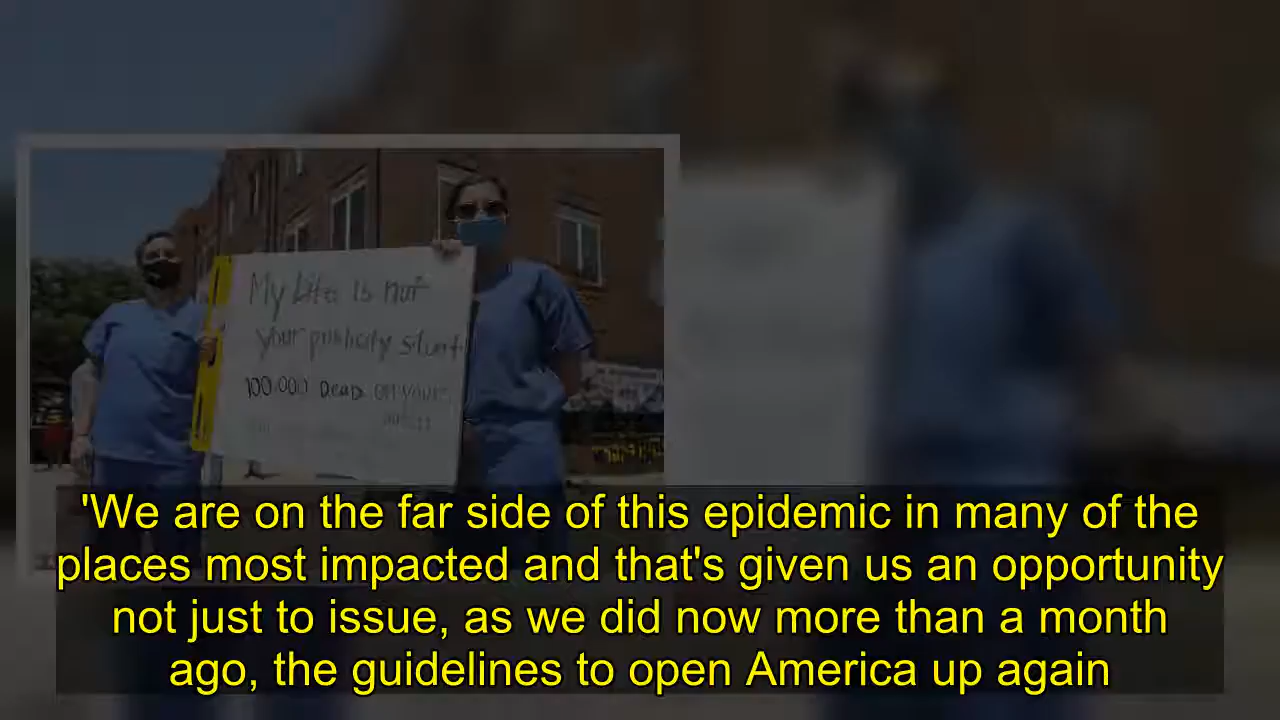 My Life is not
your publicity stunt
100,000 Dead on your
'We are on the far side of this epidemic in many of the
places most impacted and that's given us an opportunity
not just to issue, as we did now more than a month
ago, the guidelines to open America up again